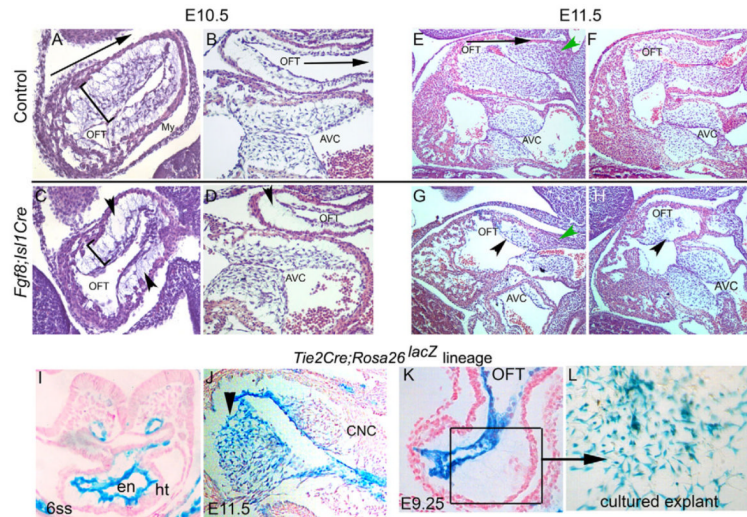 E10.5
E11.5
Control
A
OFT
My
B
OFT
AVC
E
OFT
AVC
F
OFT
AVC
Fgf8;Isl1Cre
C
OFT
D
OFT
AVC
G
OFT
AVC
H
OFT
AVC
Tie2Cre;Rosa26 lacZ lineage
I
en
ht
6ss
J
CNC
E11.5
K
OFT
E9.25
L
cultured explant